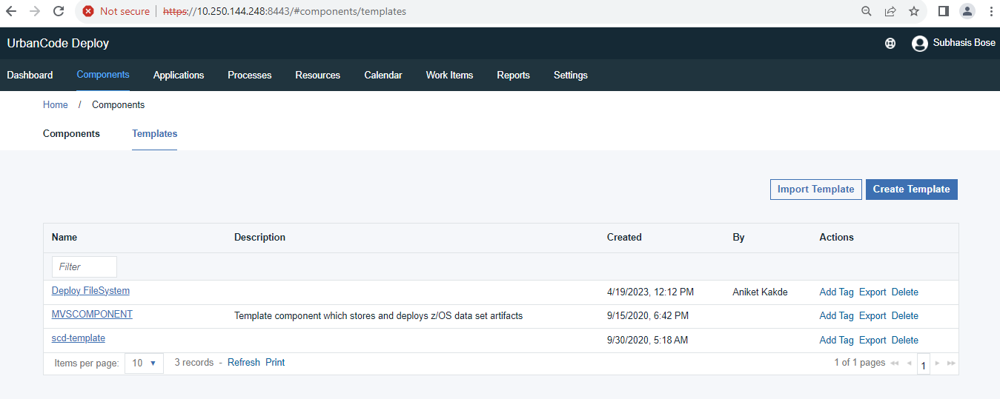 Not secure https://10.250.144.248:8443/#components/templates
UrbanCode Deploy Subhasis Bose
Dashboard Components Applications Processes Resources Calendar Work Items Reports Settings
Home / Components
Components Templates
Import Template Create Template
Name Description Created By Actions
Filter
Deploy FileSystem 4/19/2023, 12:12 PM Aniket Kakde Add Tag Export Delete
MVSCOMPONENT Template component which stores and deploys z/OS data set artifacts 9/15/2020, 6:42 PM Add Tag Export Delete
scd-template 9/30/2020, 5:18 AM Add Tag Export Delete
Items per page: 10 3 records - Refresh Print 1 of 1 pages 1